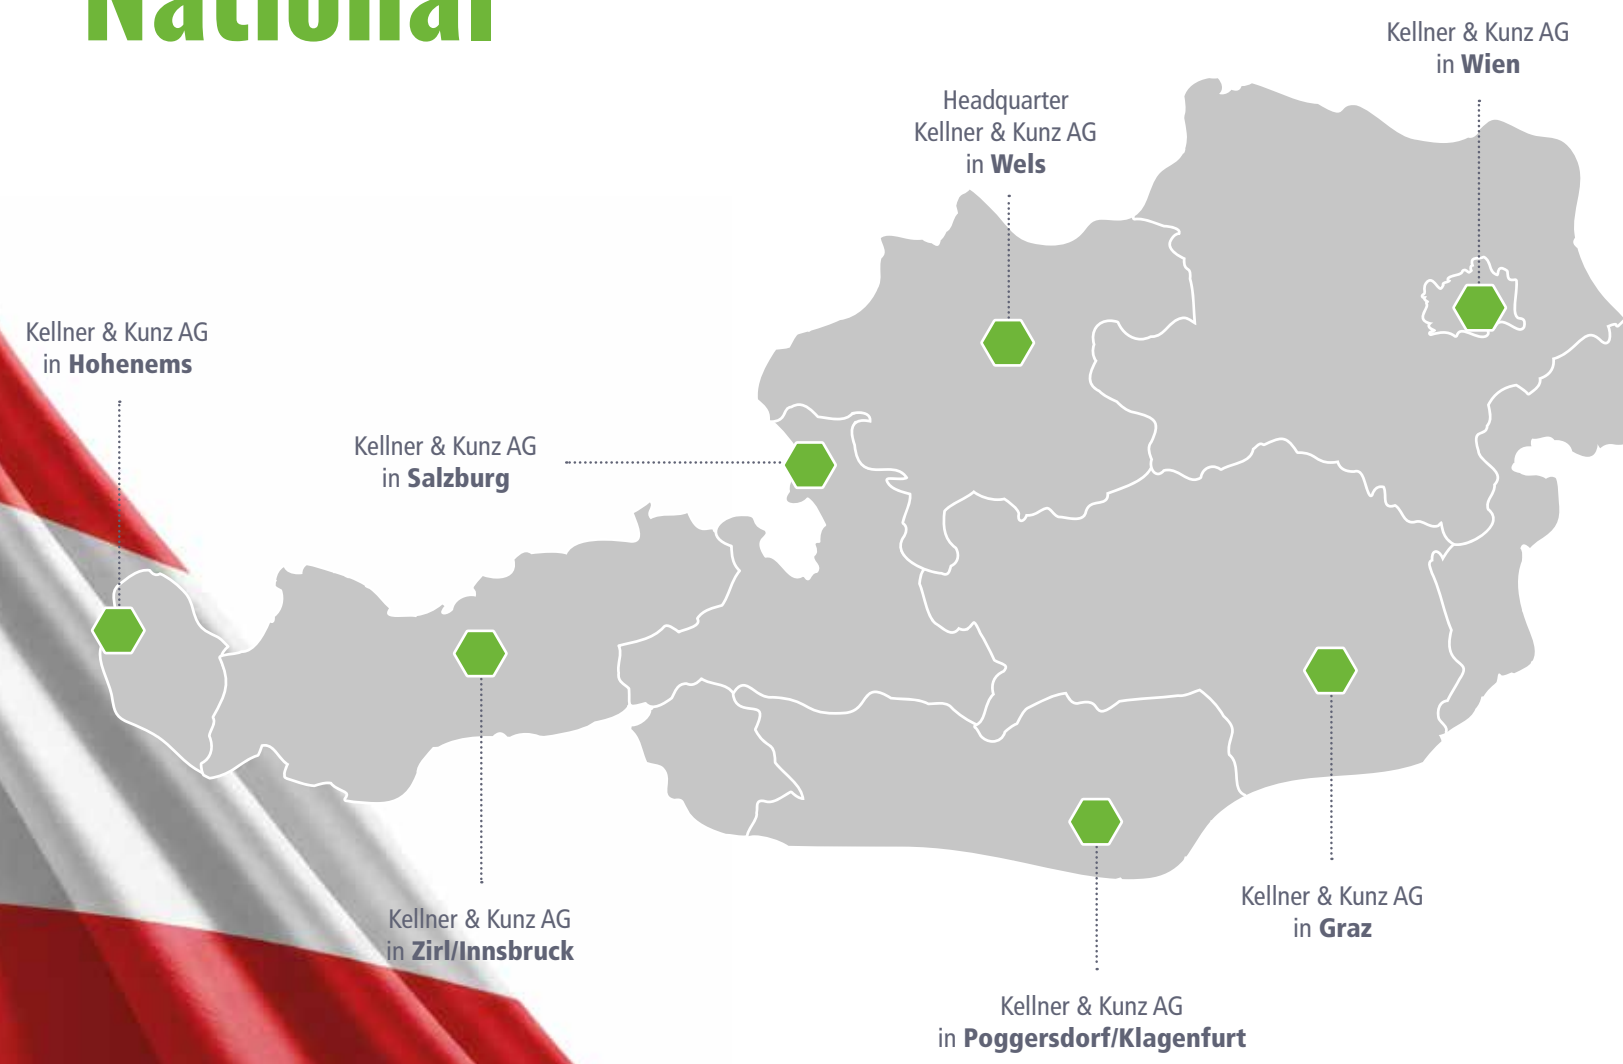 National
Kellner & Kunz AG
in Wien
Headquarter
Kellner & Kunz AG
in Wels
Kellner & Kunz AG
in Hohenems
Kellner & Kunz AG
in Salzburg
Kellner & Kunz AG
in Zirl/Innsbruck
Kellner & Kunz AG
in Graz
Kellner & Kunz AG
in Poggersdorf/Klagenfurt